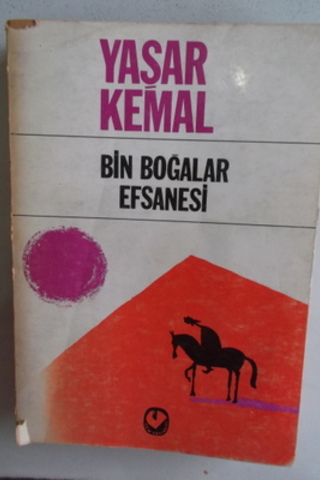 YAŞAR
KEMAL
BİN BOĞALAR
EFSANESİ